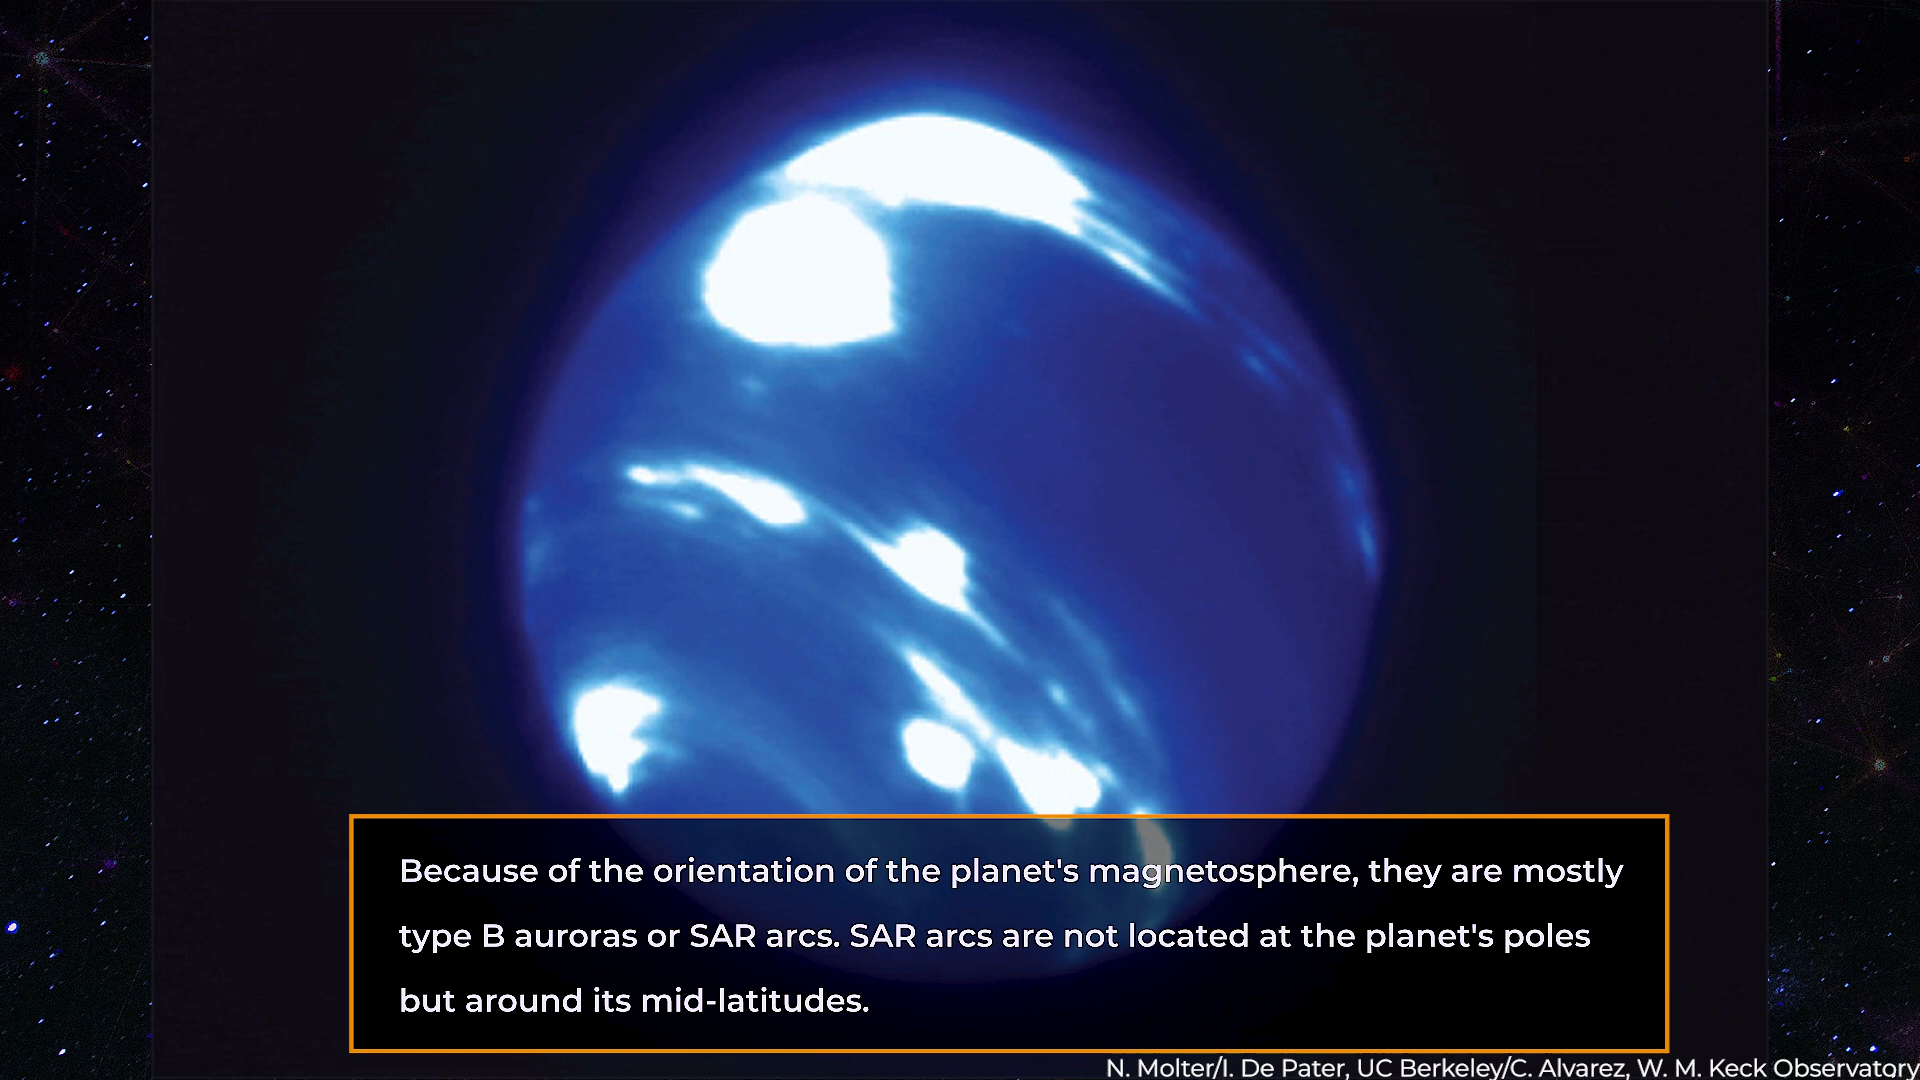 Because of the orientation of the planet's magnetosphere, they are mostly
type B auroras or SAR arcs. SAR arcs are not located at the planet's poles
but around its mid-latitudes.
N. Molter/I. De Pater, UC Berkeley/C. Alvarez, W. M. Keck Observatory